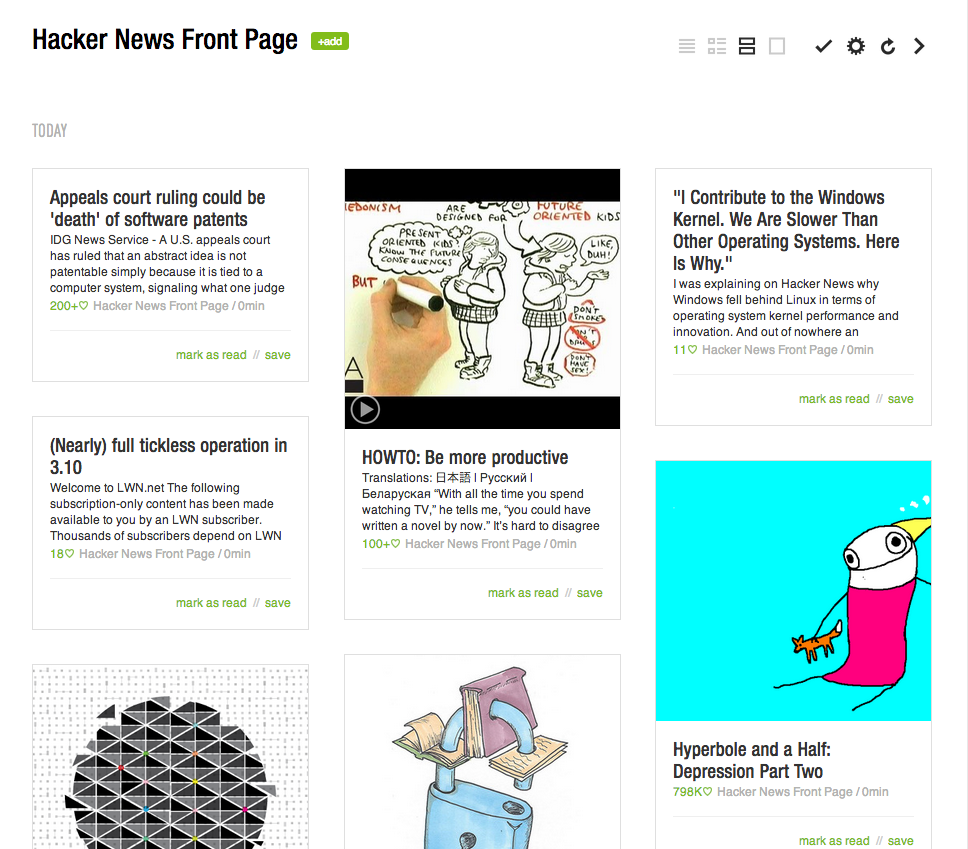 Hacker News Front Page +add
TODAY
Appeals court ruling could be
'death' of software patents
IDG News Service - A U.S. appeals court
has ruled that an abstract idea is not
patentable simply because it is tied to a
computer system, signaling what one judge
200+♡ Hacker News Front Page / 0min
mark as read // save
(Nearly) full tickless operation in
3.10
Welcome to LWN.net The following
subscription-only content has been made
available to you by an LWN subscriber.
Thousands of subscribers depend on LWN
18♡ Hacker News Front Page / 0min
mark as read // save
EDONISM
ARE
DESIGNED FOR
FUTURE
ORIENTED KIDS
PRESENT
ORIENTED KIDS?
KNOW THE FUTURE
CONSEQUENCES
LIKE,
DUH!
BUT
DON'T
SMOKE
DON'T
HAVE
SEX!
A
HOWTO: Be more productive
Translations: 日本語 | Русский |
Беларуская “With all the time you spend
watching TV,” he tells me, “you could have
written a novel by now.” It's hard to disagree
100+♡ Hacker News Front Page / 0min
mark as read // save
"I Contribute to the Windows
Kernel. We Are Slower Than
Other Operating Systems. Here
Is Why."
I was explaining on Hacker News why
Windows fell behind Linux in terms of
operating system kernel performance and
innovation. And out of nowhere an
11♡ Hacker News Front Page / 0min
mark as read // save
Hyperbole and a Half:
Depression Part Two
798K♡ Hacker News Front Page / 0min
mark as read // save